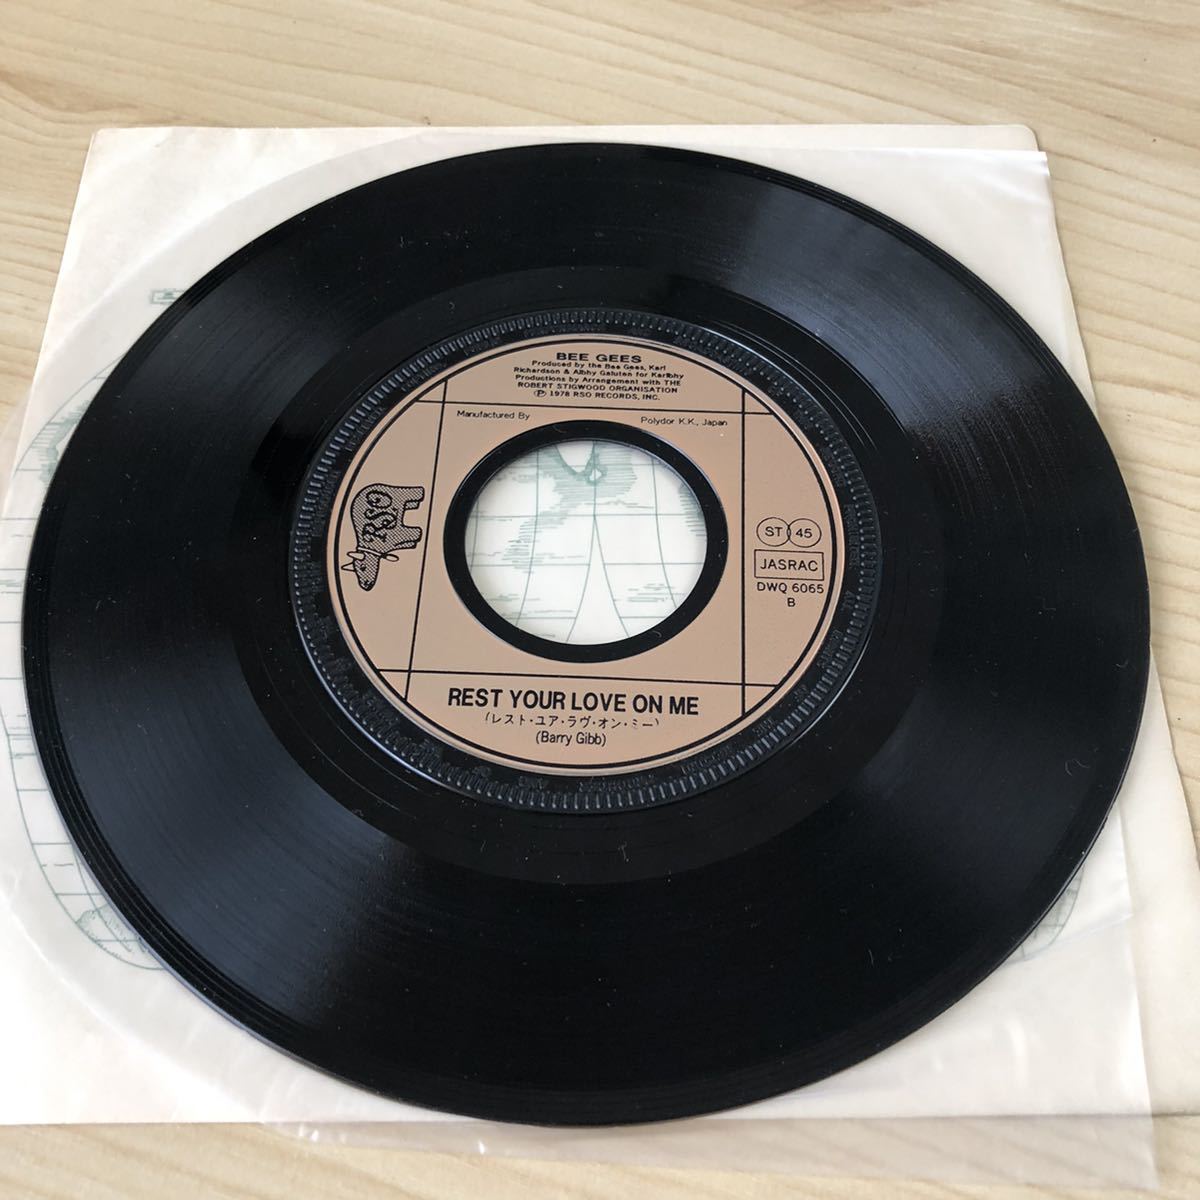 BEE GEES
Produced by the Bee Gees, Karl
Richardson & Albhy Galuten for Karlbhy
Productions by Arrangement with THE
ROBERT STIGWOOD ORGANISATION
Ⓟ 1978 RSO RECORDS, INC.
Manufactured By Polydor K.K., Japan
RSO
ST 45
JASRAC
DWQ 6065
B
REST YOUR LOVE ON ME
(レスト・ユア・ラヴ・オン・ミー)
(Barry Gibb)